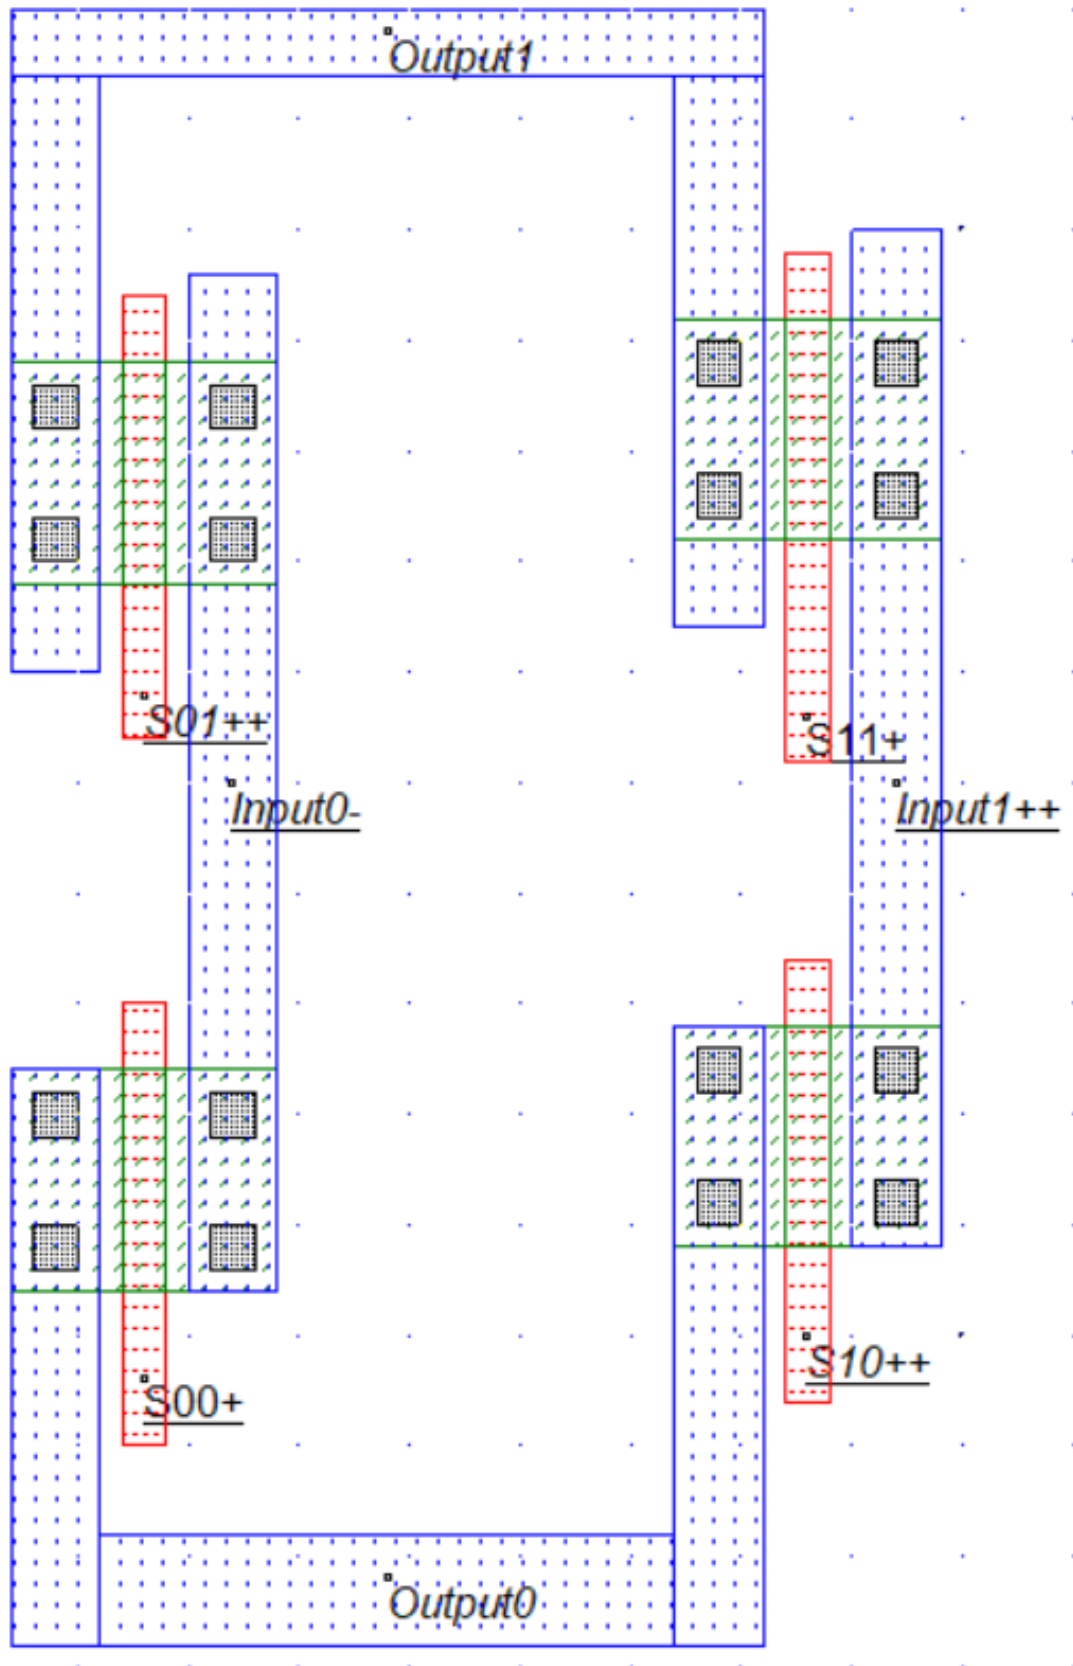 Output1
S01++
S11+
Input0-
Input1++
S10++
S00+
Output0